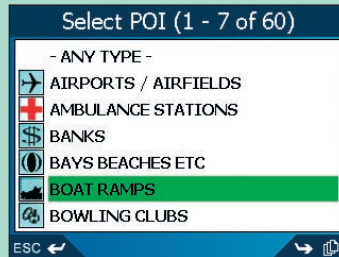 Select POI (1 - 7 of 60)
- ANY TYPE -
AIRPORTS / AIRFIELDS
AMBULANCE STATIONS
$ BANKS
BAYS BEACHES ETC
BOAT RAMPS
BOWLING CLUBS
ESC